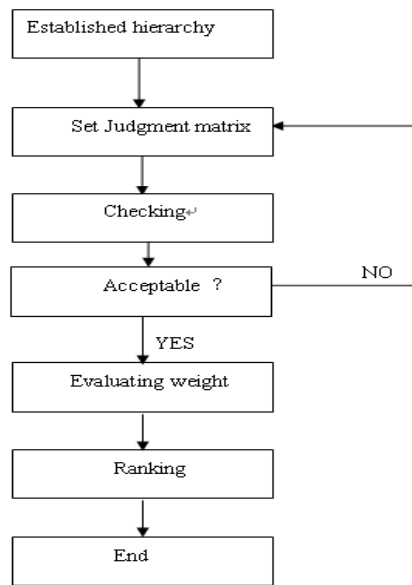 Established hierarchy
Set Judgment matrix
Checking↵
Acceptable ?
NO
YES
Evaluating weight
Ranking
End